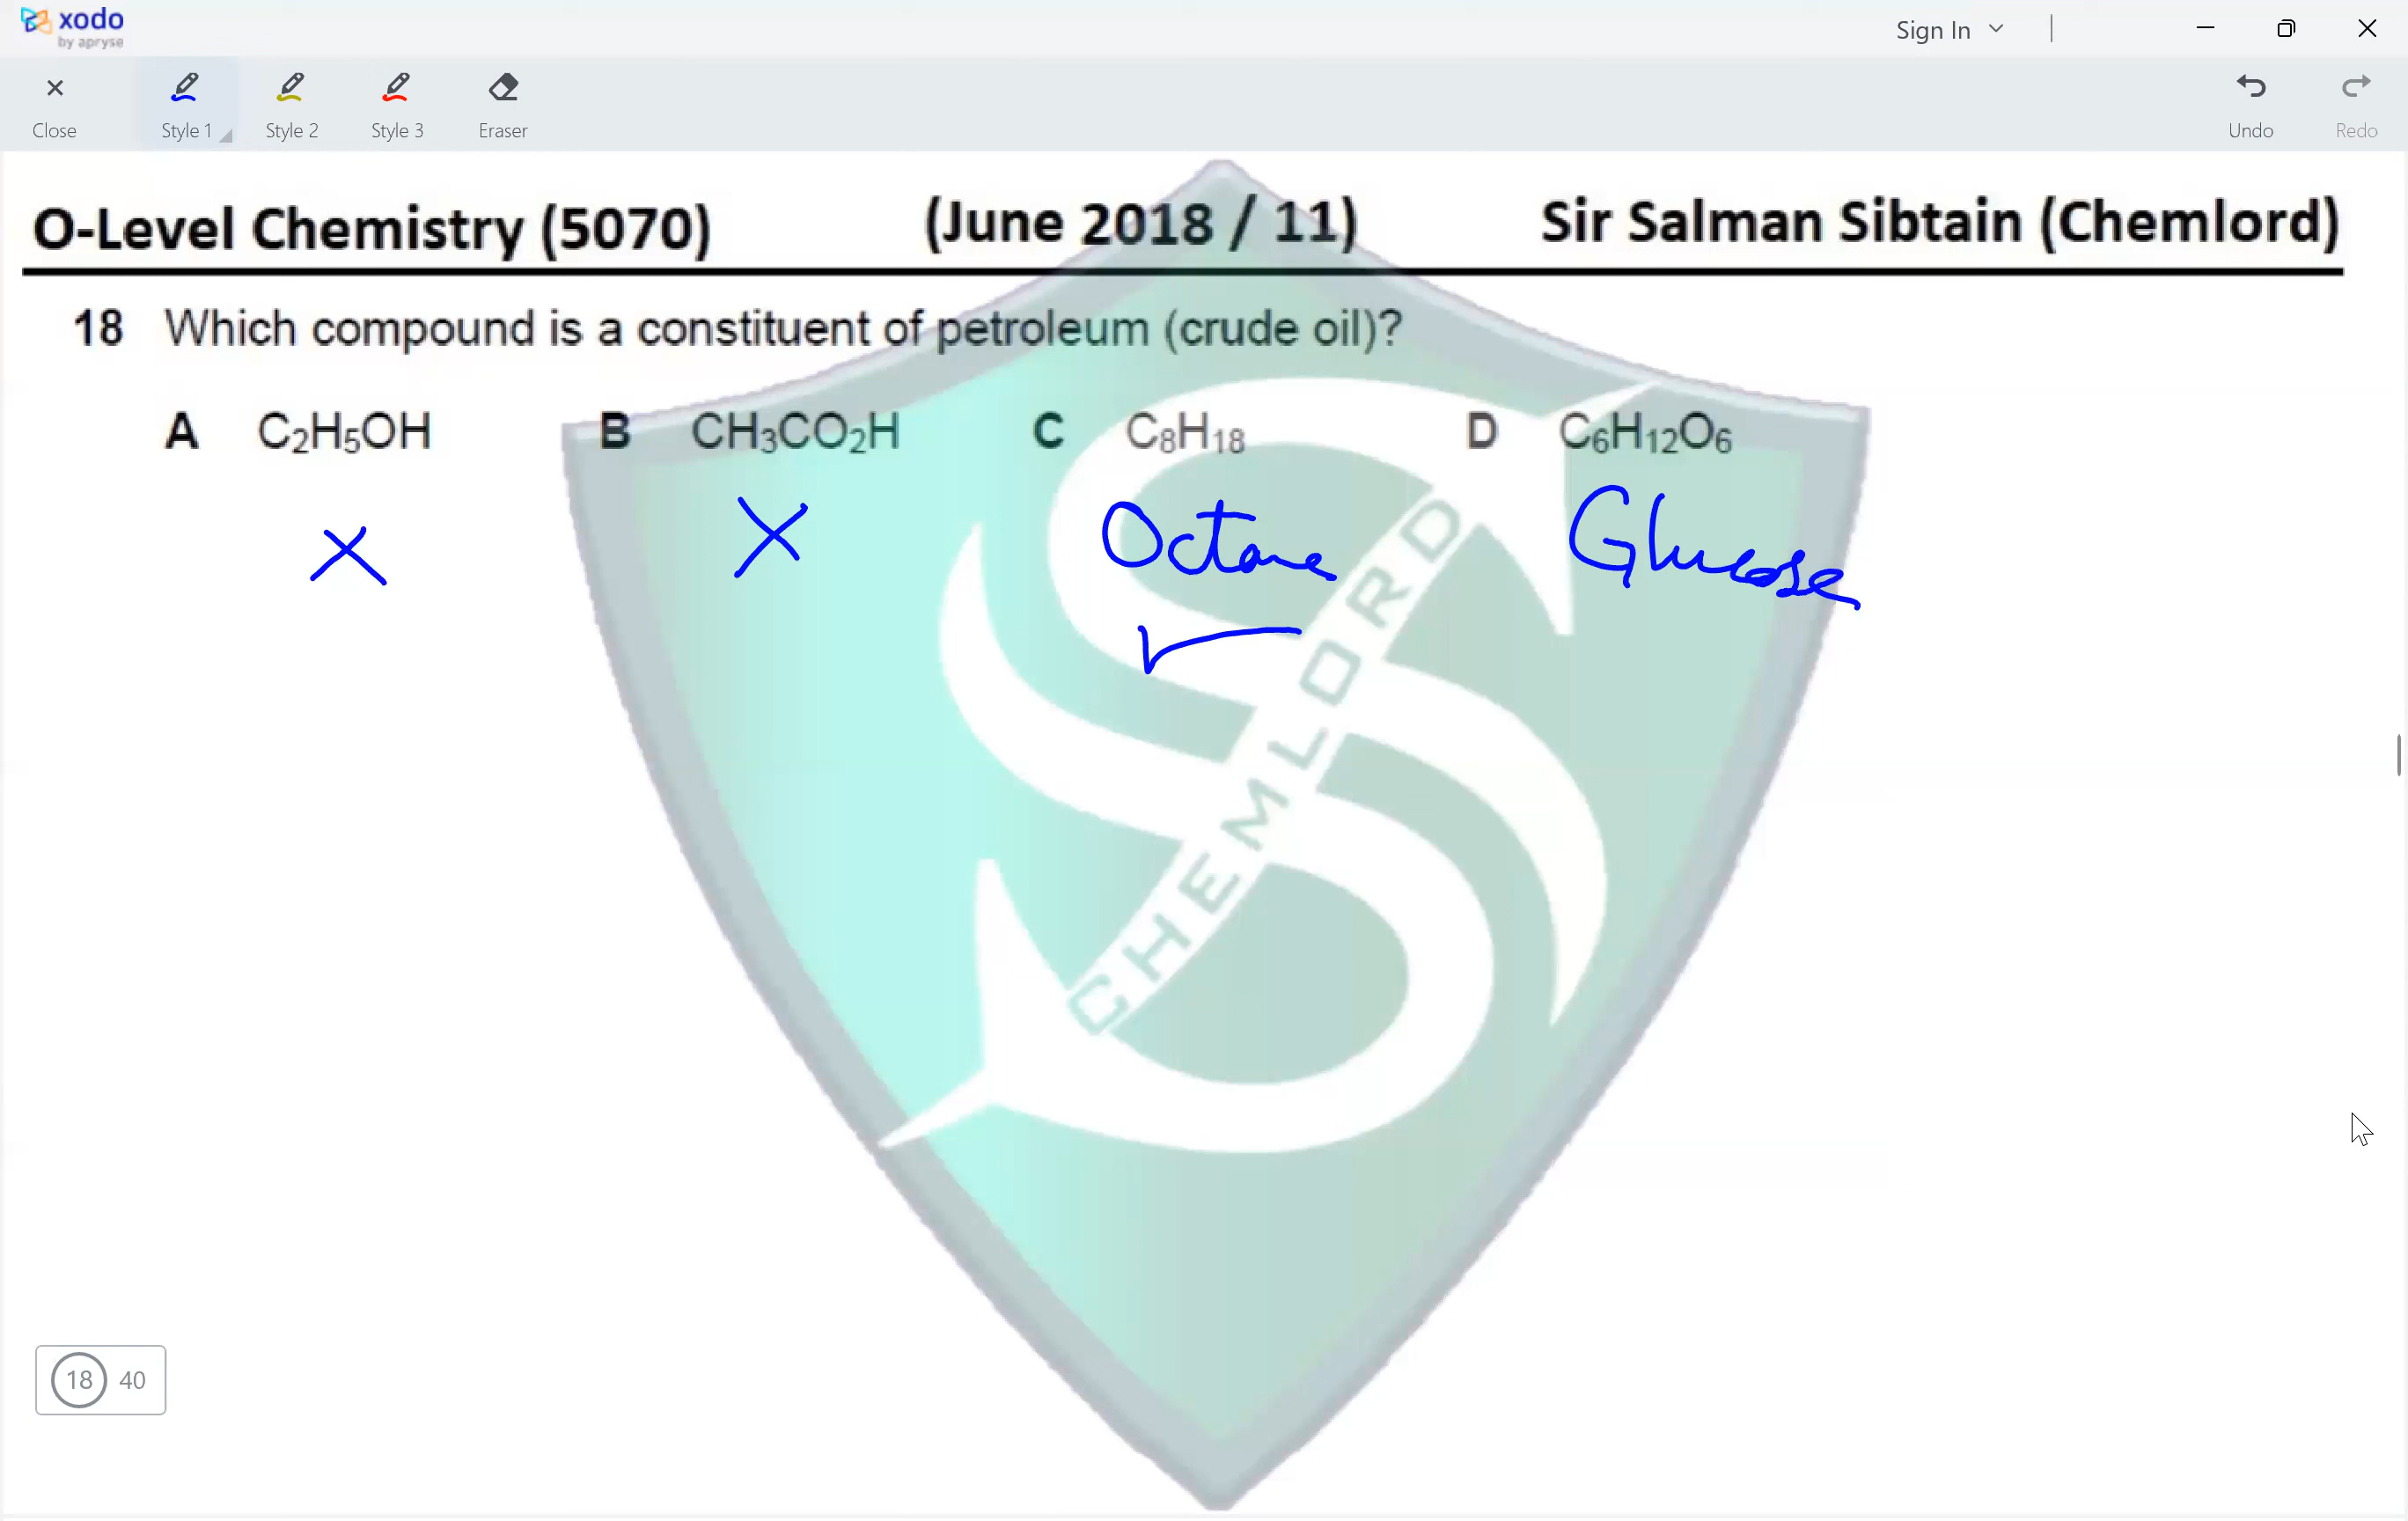 xodo
by apryse
Sign In
Close
Style 1
Style 2
Style 3
Eraser
Undo
Redo
O-Level Chemistry (5070) (June 2018 / 11) Sir Salman Sibtain (Chemlord)
18 Which compound is a constituent of petroleum (crude oil)?
A C₂H₅OH B CH₃CO₂H C C₈H₁₈ D C₆H₁₂O₆
Octane Glucose
CHEMLORD
18 40